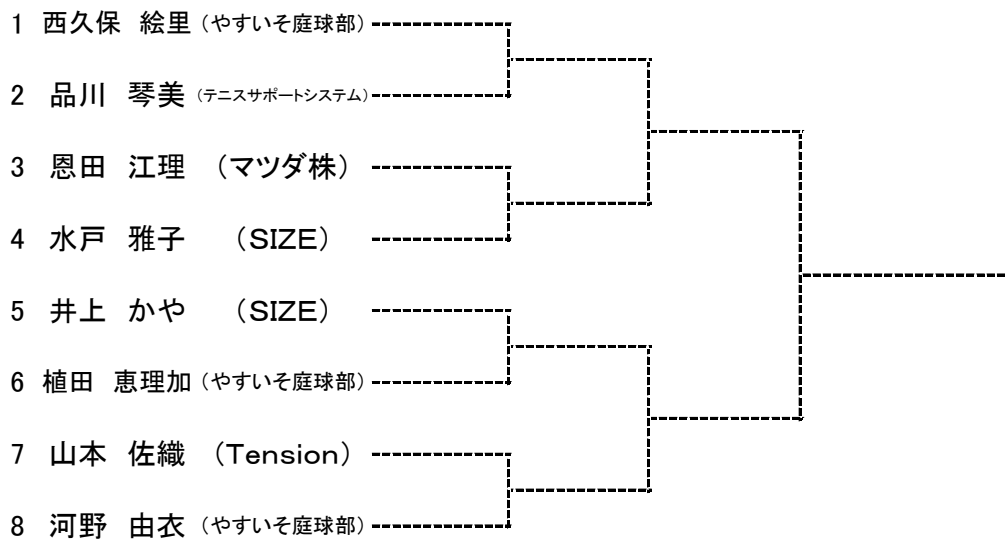 1 西久保 絵里（やすいそ庭球部）
2 品川 琴美（テニスサポートシステム）
3 恩田 江理 （マツダ株）
4 水戸 雅子 （SIZE）
5 井上 かや （SIZE）
6 植田 恵理加（やすいそ庭球部）
7 山本 佐織 （Tension）
8 河野 由衣（やすいそ庭球部）